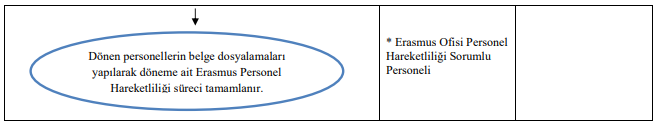 Dönen personellerin belge dosyalamaları
yapılarak döneme ait Erasmus Personel
Hareketliliği süreci tamamlanır.
* Erasmus Ofisi Personel
Hareketliliği Sorumlu
Personeli